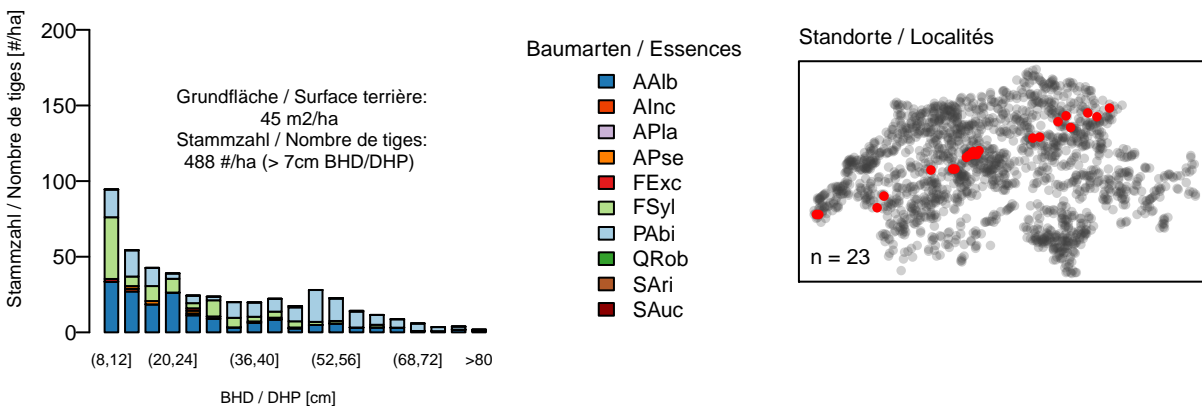 Stammzahl / Nombre de tiges [#/ha]
200
150
100
50
0
Grundfläche / Surface terrière:
45 m2/ha
Stammzahl / Nombre de tiges:
488 #/ha (> 7cm BHD/DHP)
(8,12]
(20,24]
(36,40]
(52,56]
(68,72]
>80
BHD / DHP [cm]
Baumarten / Essences
AAlb
AInc
APla
APse
FExc
FSyl
PAbi
QRob
SAri
SAuc
Standorte / Localités
n = 23